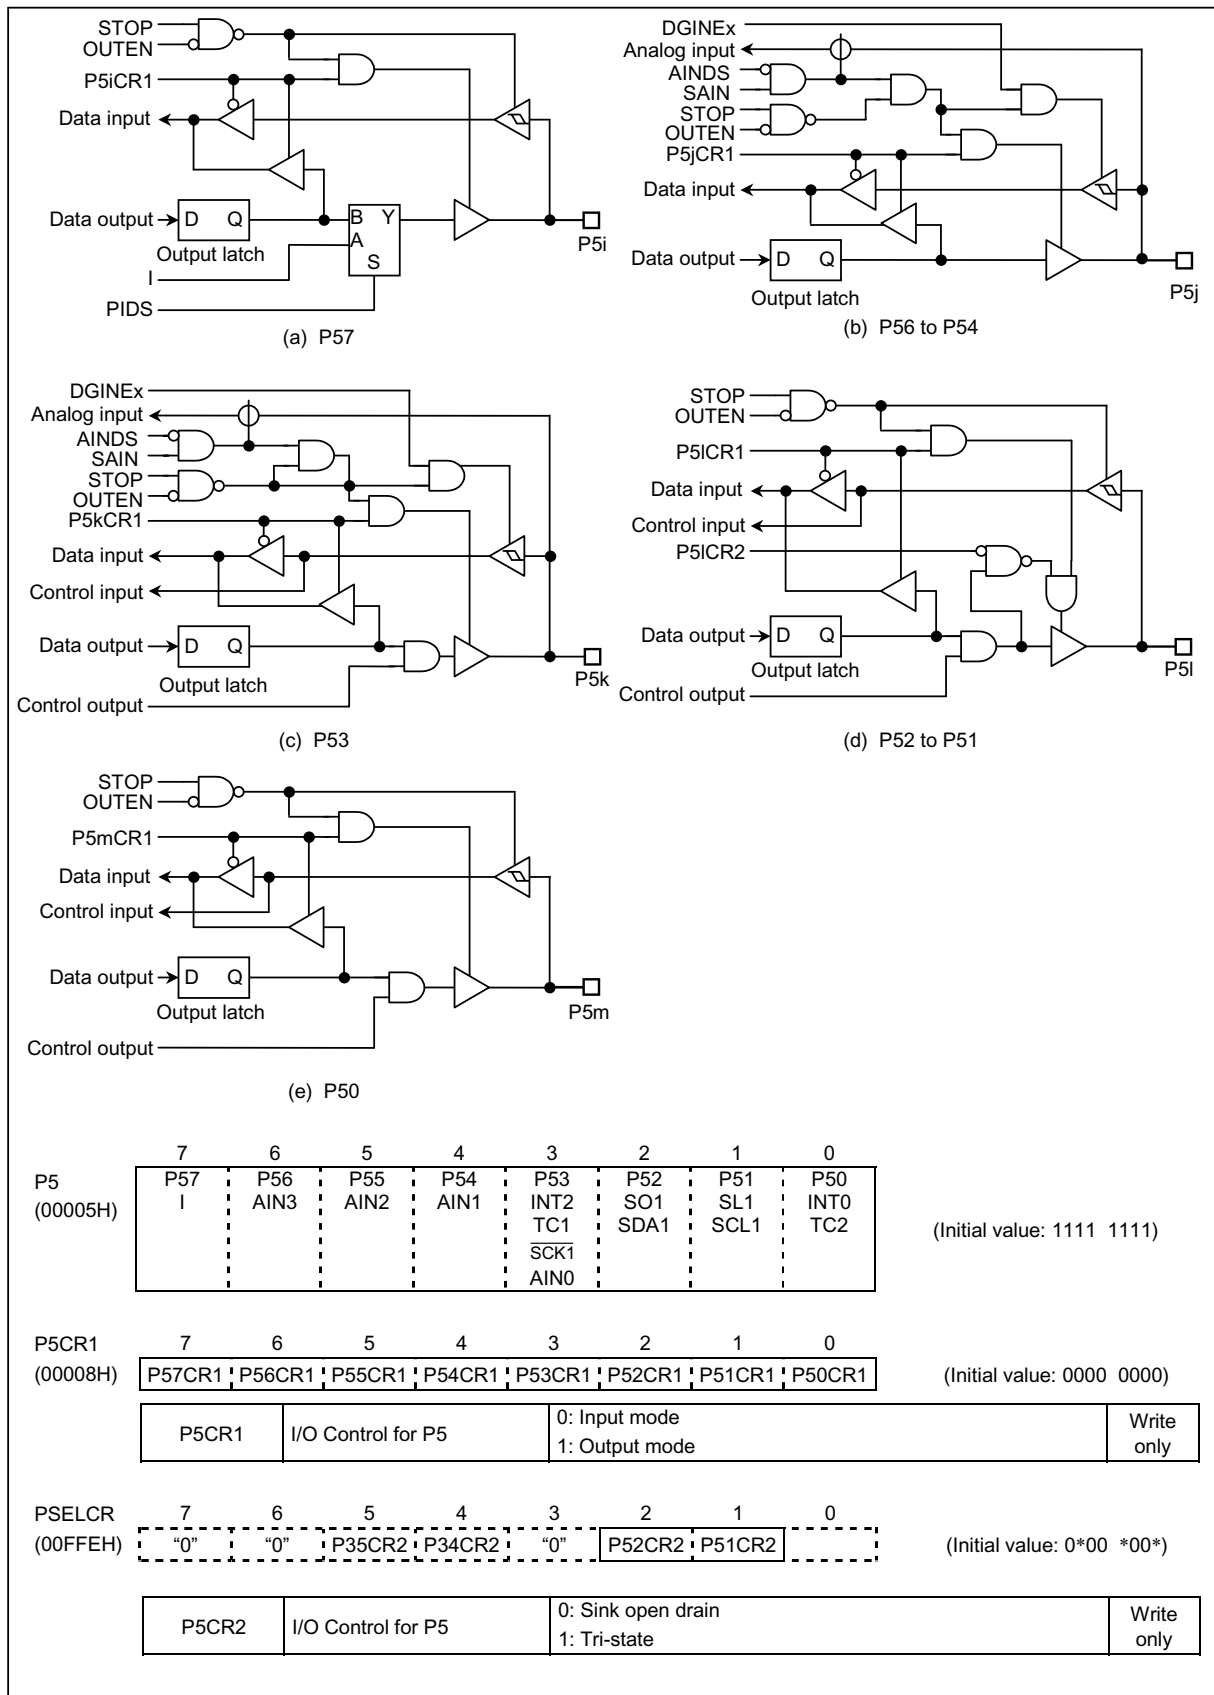 STOP
OUTEN
P5iCR1
Data input
Data output
D Q
Output latch
B Y
A
S
I
PIDS
P5i
(a) P57
DGINEx
Analog input
AINDS
SAIN
STOP
OUTEN
P5jCR1
Data input
Data output
D Q
Output latch
P5j
(b) P56 to P54
DGINEx
Analog input
AINDS
SAIN
STOP
OUTEN
P5kCR1
Data input
Control input
Data output
D Q
Output latch
P5k
Control output
(c) P53
STOP
OUTEN
P5lCR1
Data input
Control input
P5lCR2
Data output
D Q
Output latch
P5l
Control output
(d) P52 to P51
STOP
OUTEN
P5mCR1
Data input
Control input
Data output
D Q
Output latch
P5m
Control output
(e) P50
7 6 5 4 3 2 1 0
P5 P57 P56 P55 P54 P53 P52 P51 P50
(00005H) I AIN3 AIN2 AIN1 INT2 SO1 SL1 INT0
TC1 SDA1 SCL1 TC2 (Initial value: 1111 1111)
SCK1
AIN0
P5CR1 7 6 5 4 3 2 1 0
(00008H) P57CR1 P56CR1 P55CR1 P54CR1 P53CR1 P52CR1 P51CR1 P50CR1 (Initial value: 0000 0000)
P5CR1 I/O Control for P5 0: Input mode
1: Output mode
Write
only
PSELCR 7 6 5 4 3 2 1 0
(00FFEH) “0” “0” P35CR2 P34CR2 “0” P52CR2 P51CR2 (Initial value: 0*00 *00*)
P5CR2 I/O Control for P5 0: Sink open drain
1: Tri-state
Write
only